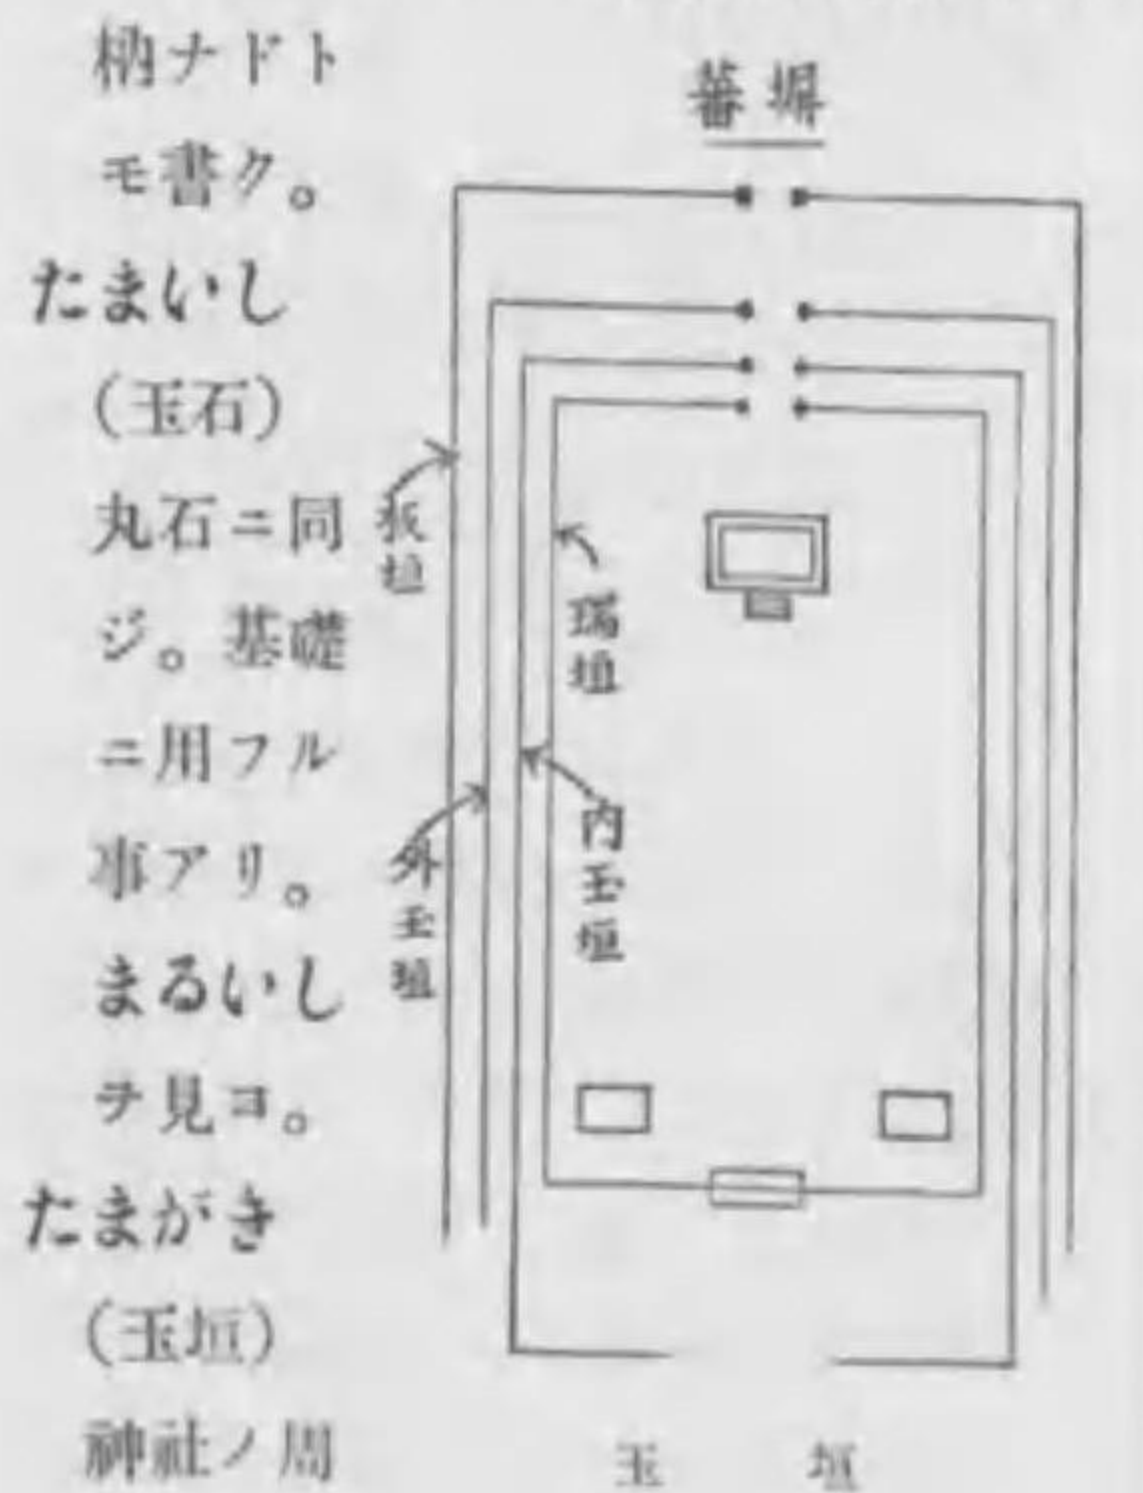 枘ナドト
モ書ク。
たまいし
(玉石)
丸石ニ同
ジ。基礎
ニ用フル
事アリ。
まるいし
ヲ見ヨ。
たまがき
(玉垣)
神社ノ周
蕃塀
板垣
瑞垣
内玉垣
外玉垣
玉垣